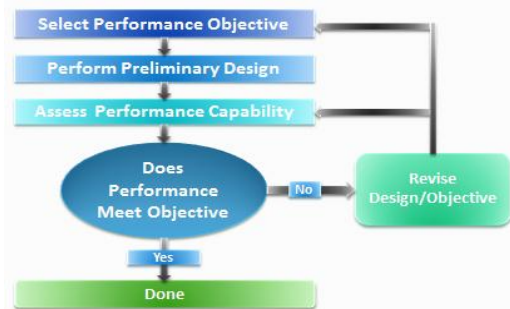 Select Performance Objective
Perform Preliminary Design
Assess Performance Capability
Does
Performance
Meet Objective
No
Revise
Design/Objective
Yes
Done